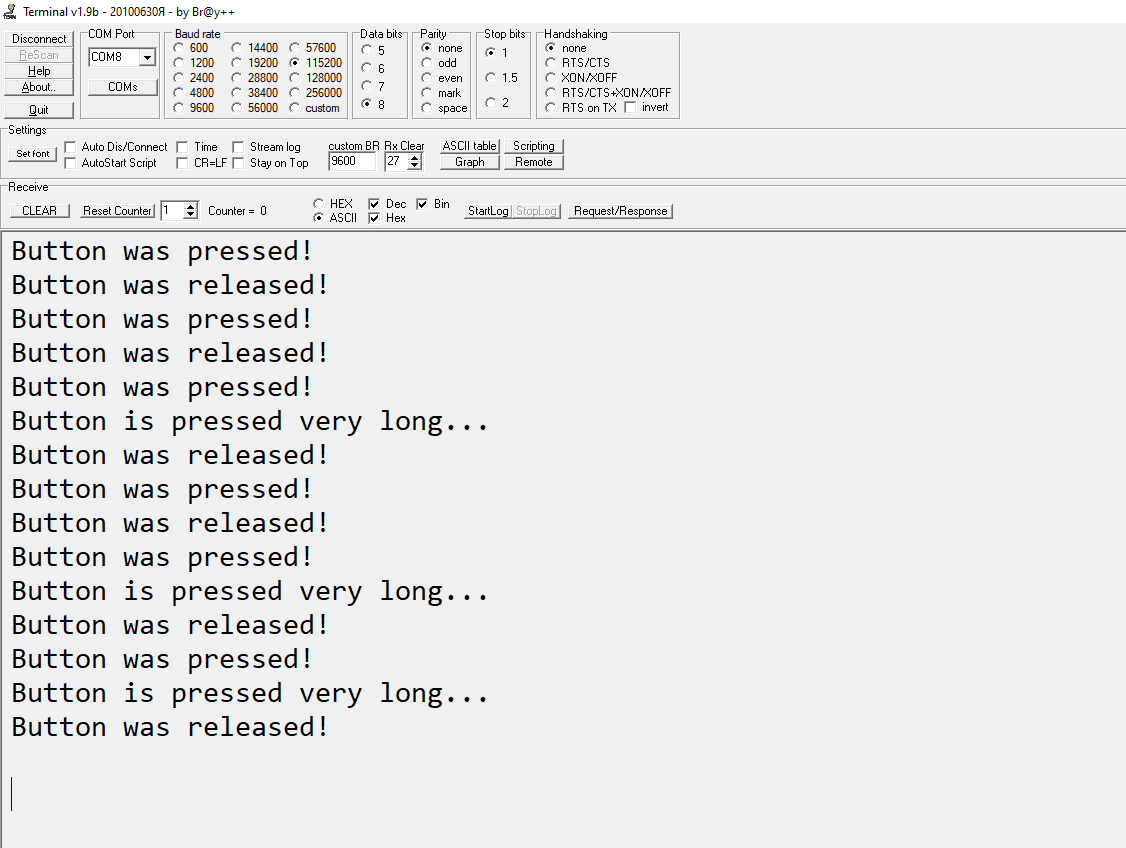 Terminal v1.9b - 20100630Я - by Br@y++
Disconnect
ReScan
Help
About..
Quit
COM Port
COM8
COMs
Baud rate
600 14400 57600
1200 19200 115200
2400 28800 128000
4800 38400 256000
9600 56000 custom
Data bits
5
6
7
8
Parity
none
odd
even
mark
space
Stop bits
1
1.5
2
Handshaking
none
RTS/CTS
XON/XOFF
RTS/CTS+XON/XOFF
RTS on TX invert
Settings
Set font
Auto Dis/Connect Time Stream log
AutoStart Script CR=LF Stay on Top
custom BR Rx Clear
9600 27
ASCII table Scripting
Graph Remote
Receive
CLEAR Reset Counter 1 Counter = 0
HEX Dec Bin
ASCII Hex
StartLog StopLog Request/Response
Button was pressed!
Button was released!
Button was pressed!
Button was released!
Button was pressed!
Button is pressed very long...
Button was released!
Button was pressed!
Button was released!
Button was pressed!
Button is pressed very long...
Button was released!
Button was pressed!
Button is pressed very long...
Button was released!